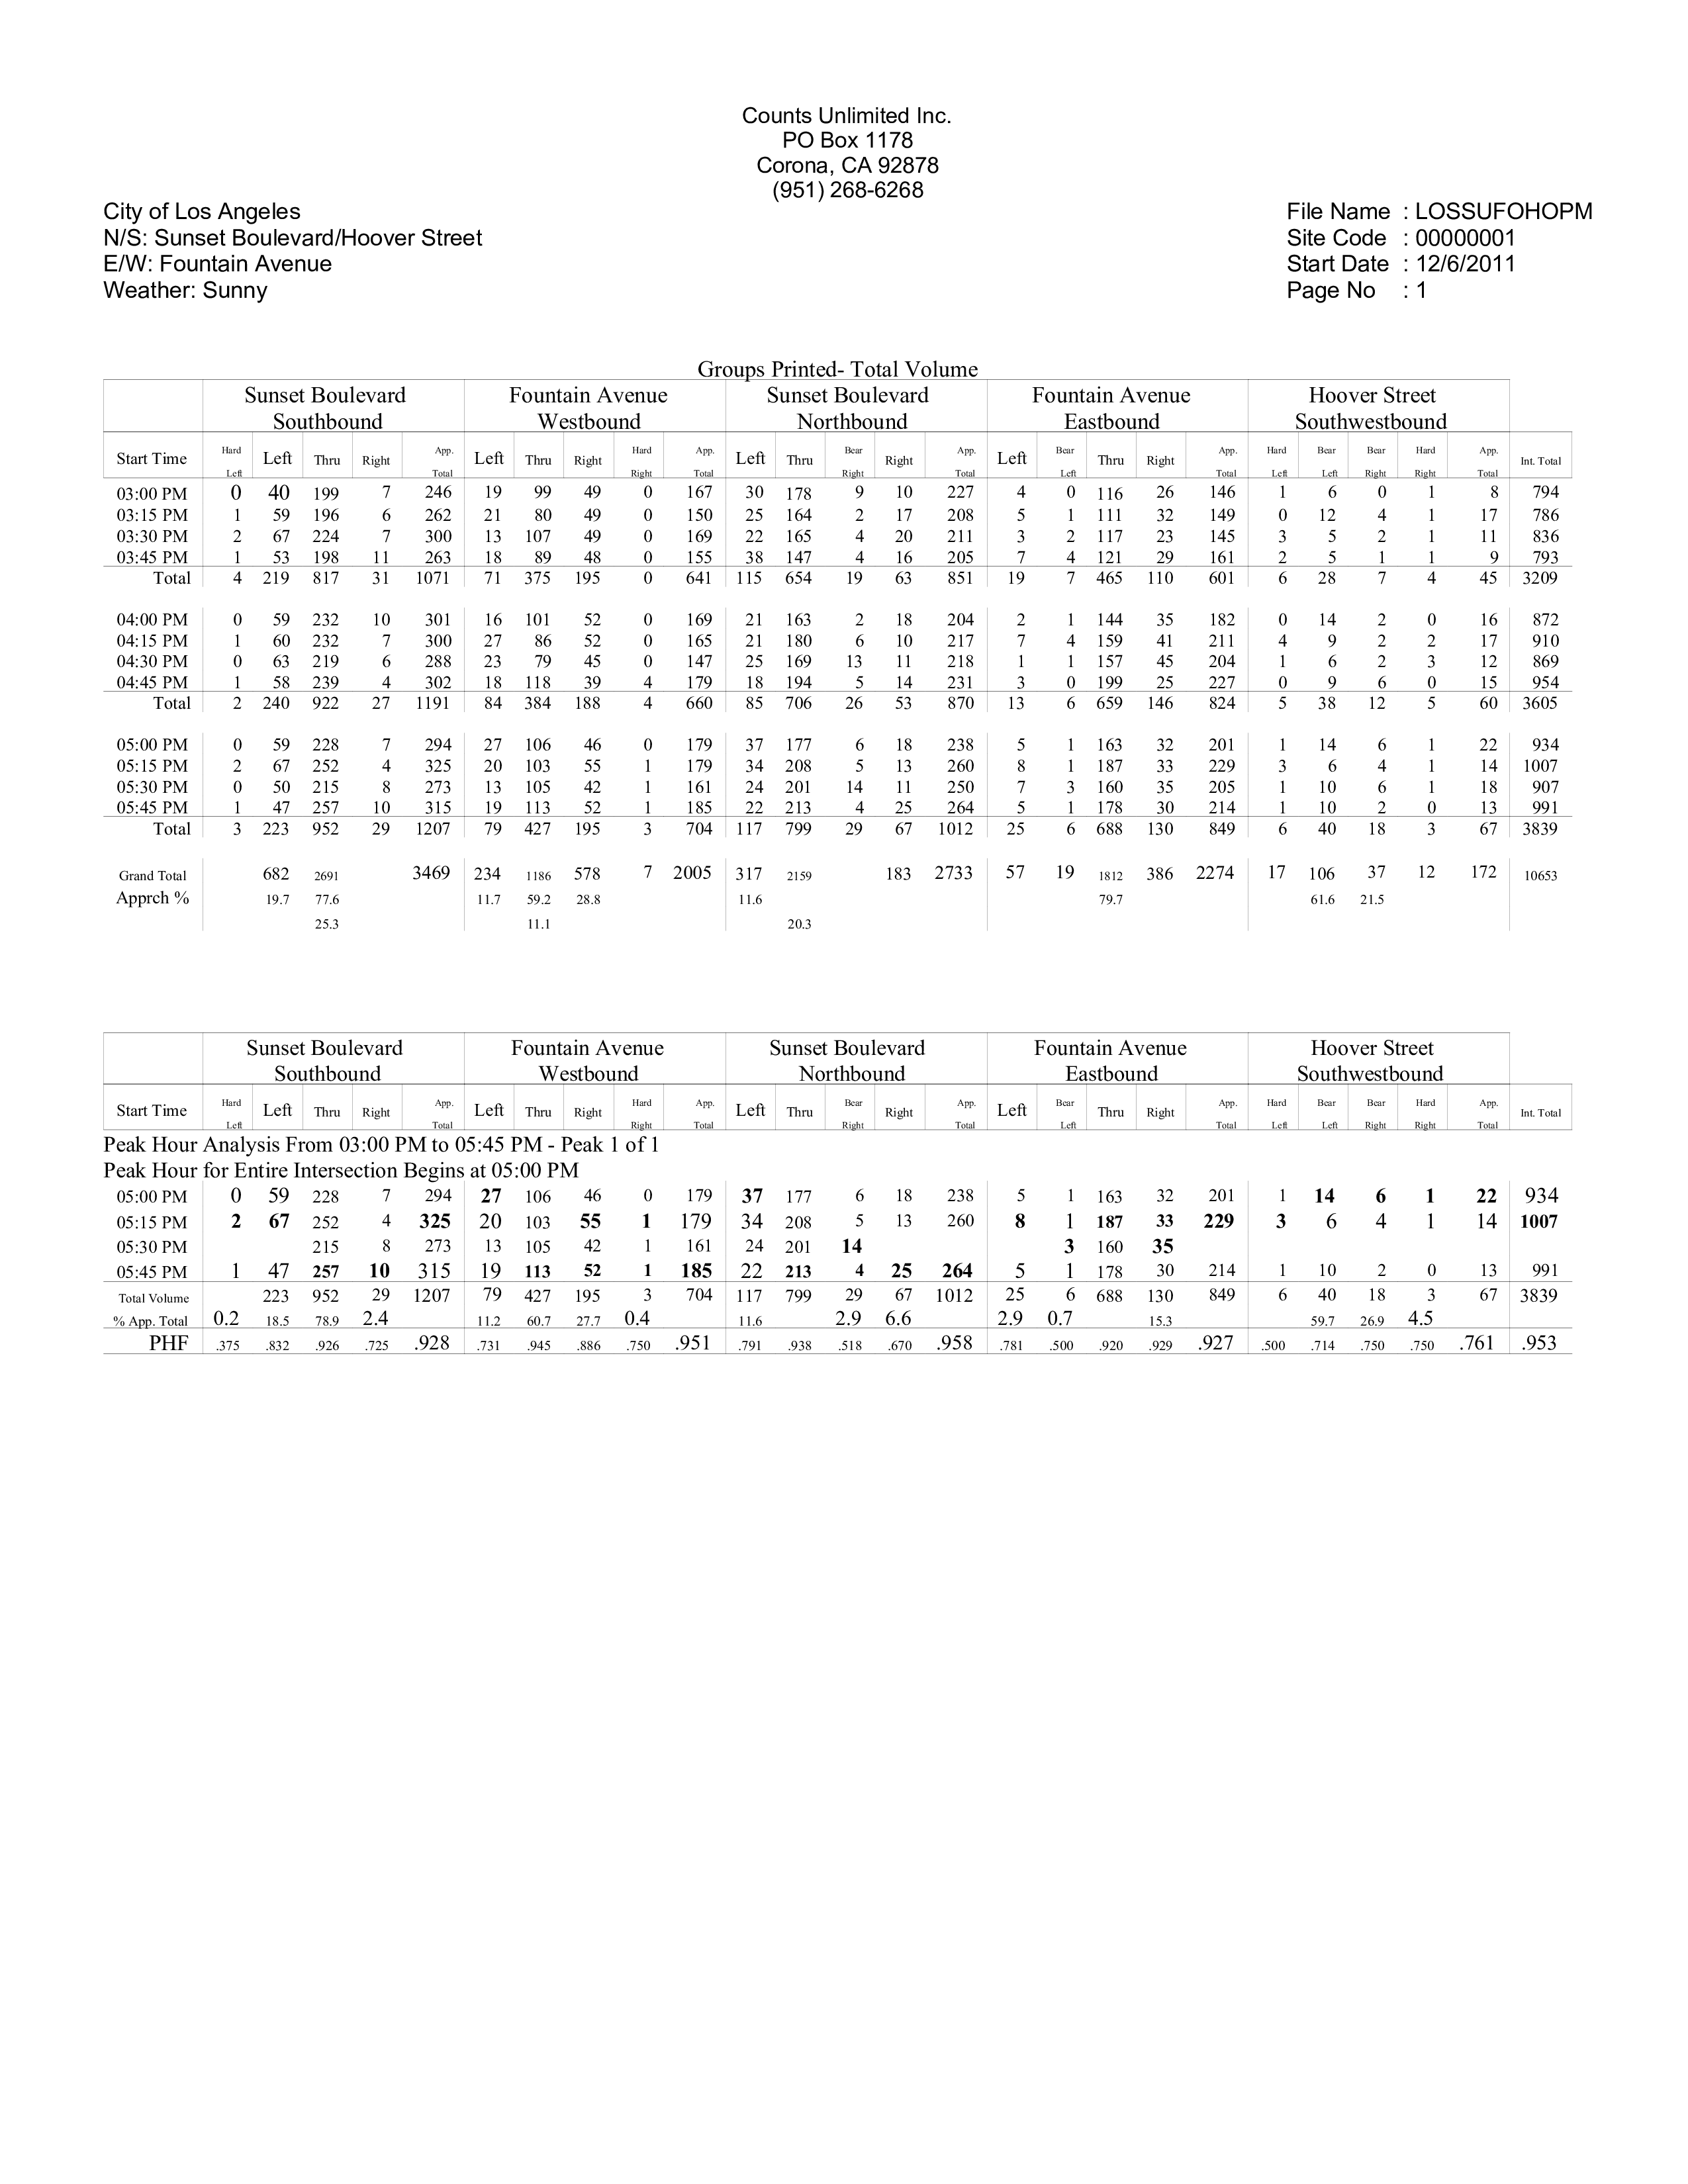 Counts Unlimited Inc.
PO Box 1178
Corona, CA 92878
(951) 268-6268
City of Los Angeles
N/S: Sunset Boulevard/Hoover Street
E/W: Fountain Avenue
Weather: Sunny
File Name : LOSSUFOHOPM
Site Code : 00000001
Start Date : 12/6/2011
Page No : 1
Groups Printed- Total Volume
Sunset Boulevard Southbound Fountain Avenue Westbound Sunset Boulevard Northbound Fountain Avenue Eastbound Hoover Street Southwestbound
Start Time Hard Left Left Thru Right App. Total Left Thru Right Hard Right App. Total Left Thru Bear Right Right App. Total Left Bear Left Thru Right App. Total Hard Left Bear Left Bear Right Hard Right App. Total Int. Total
03:00 PM 0 40 199 7 246 19 99 49 0 167 30 178 9 10 227 4 0 116 26 146 1 6 0 1 8 794
03:15 PM 1 59 196 6 262 21 80 49 0 150 25 164 2 17 208 5 1 111 32 149 0 12 4 1 17 786
03:30 PM 2 67 224 7 300 13 107 49 0 169 22 165 4 20 211 3 2 117 23 145 3 5 2 1 11 836
03:45 PM 1 53 198 11 263 18 89 48 0 155 38 147 4 16 205 7 4 121 29 161 2 5 1 1 9 793
Total 4 219 817 31 1071 71 375 195 0 641 115 654 19 63 851 19 7 465 110 601 6 28 7 4 45 3209
04:00 PM 0 59 232 10 301 16 101 52 0 169 21 163 2 18 204 2 1 144 35 182 0 14 2 0 16 872
04:15 PM 1 60 232 7 300 27 86 52 0 165 21 180 6 10 217 7 4 159 41 211 4 9 2 2 17 910
04:30 PM 0 63 219 6 288 23 79 45 0 147 25 169 13 11 218 1 1 157 45 204 1 6 2 3 12 869
04:45 PM 1 58 239 4 302 18 118 39 4 179 18 194 5 14 231 3 0 199 25 227 0 9 6 0 15 954
Total 2 240 922 27 1191 84 384 188 4 660 85 706 26 53 870 13 6 659 146 824 5 38 12 5 60 3605
05:00 PM 0 59 228 7 294 27 106 46 0 179 37 177 6 18 238 5 1 163 32 201 1 14 6 1 22 934
05:15 PM 2 67 252 4 325 20 103 55 1 179 34 208 5 13 260 8 1 187 33 229 3 6 4 1 14 1007
05:30 PM 0 50 215 8 273 13 105 42 1 161 24 201 14 11 250 7 3 160 35 205 1 10 6 1 18 907
05:45 PM 1 47 257 10 315 19 113 52 1 185 22 213 4 25 264 5 1 178 30 214 1 10 2 0 13 991
Total 3 223 952 29 1207 79 427 195 3 704 117 799 29 67 1012 25 6 688 130 849 6 40 18 3 67 3839
Grand Total 682 2691 3469 234 1186 578 7 2005 317 2159 183 2733 57 19 1812 386 2274 17 106 37 12 172 10653
Apprch % 19.7 77.6 11.7 59.2 28.8 11.6 79.7 61.6 21.5
25.3 11.1 20.3
Sunset Boulevard Southbound Fountain Avenue Westbound Sunset Boulevard Northbound Fountain Avenue Eastbound Hoover Street Southwestbound
Start Time Hard Left Left Thru Right App. Total Left Thru Right Hard Right App. Total Left Thru Bear Right Right App. Total Left Bear Left Thru Right App. Total Hard Left Bear Left Bear Right Hard Right App. Total Int. Total
Peak Hour Analysis From 03:00 PM to 05:45 PM - Peak 1 of 1
Peak Hour for Entire Intersection Begins at 05:00 PM
05:00 PM 0 59 228 7 294 27 106 46 0 179 37 177 6 18 238 5 1 163 32 201 1 14 6 1 22 934
05:15 PM 2 67 252 4 325 20 103 55 1 179 34 208 5 13 260 8 1 187 33 229 3 6 4 1 14 1007
05:30 PM 215 8 273 13 105 42 1 161 24 201 14 3 160 35
05:45 PM 1 47 257 10 315 19 113 52 1 185 22 213 4 25 264 5 1 178 30 214 1 10 2 0 13 991
Total Volume 223 952 29 1207 79 427 195 3 704 117 799 29 67 1012 25 6 688 130 849 6 40 18 3 67 3839
% App. Total 0.2 18.5 78.9 2.4 11.2 60.7 27.7 0.4 11.6 2.9 6.6 2.9 0.7 15.3 59.7 26.9 4.5
PHF .375 .832 .926 .725 .928 .731 .945 .886 .750 .951 .791 .938 .518 .670 .958 .781 .500 .920 .929 .927 .500 .714 .750 .750 .761 .953